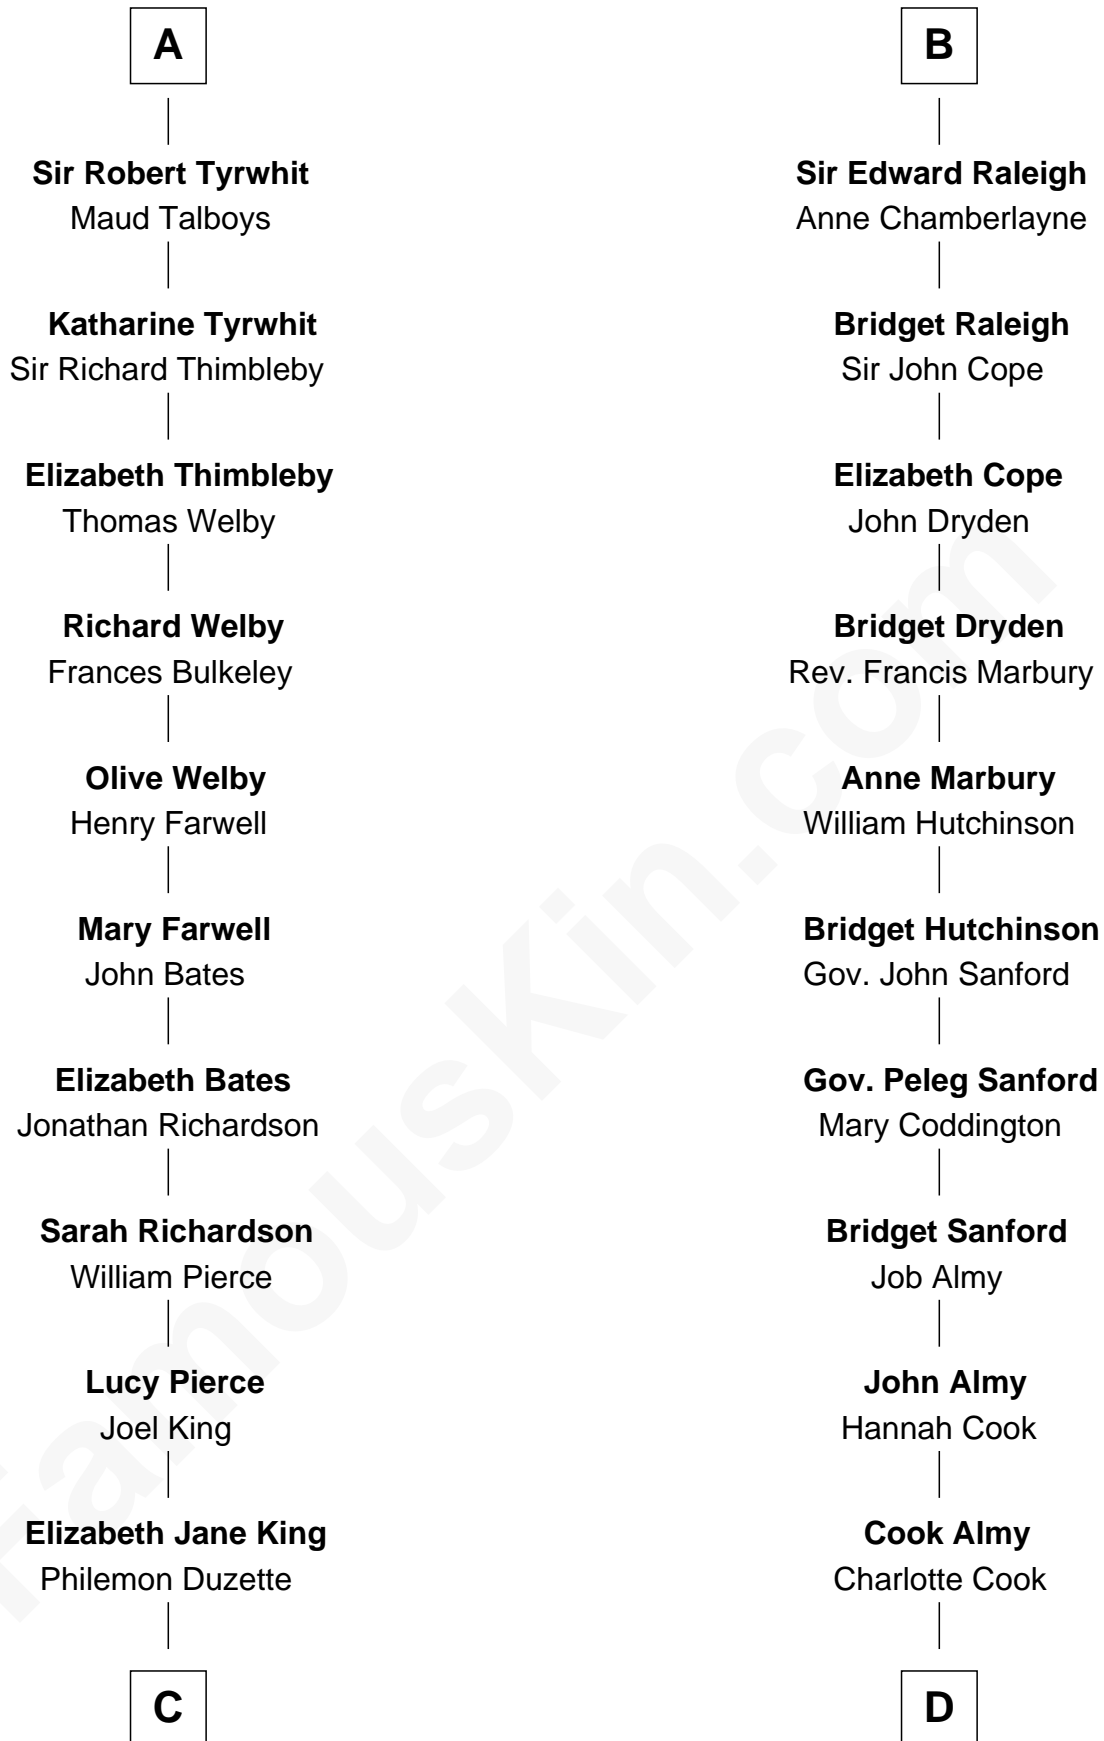 A
Sir Robert Tyrwhit
Maud Talboys
Katharine Tyrwhit
Sir Richard Thimbleby
Elizabeth Thimbleby
Thomas Welby
Richard Welby
Frances Bulkeley
Olive Welby
Henry Farwell
Mary Farwell
John Bates
Elizabeth Bates
Jonathan Richardson
Sarah Richardson
William Pierce
Lucy Pierce
Joel King
Elizabeth Jane King
Philemon Duzette
C
B
Sir Edward Raleigh
Anne Chamberlayne
Bridget Raleigh
Sir John Cope
Elizabeth Cope
John Dryden
Bridget Dryden
Rev. Francis Marbury
Anne Marbury
William Hutchinson
Bridget Hutchinson
Gov. John Sanford
Gov. Peleg Sanford
Mary Coddington
Bridget Sanford
Job Almy
John Almy
Hannah Cook
Cook Almy
Charlotte Cook
D
FamousKin.com